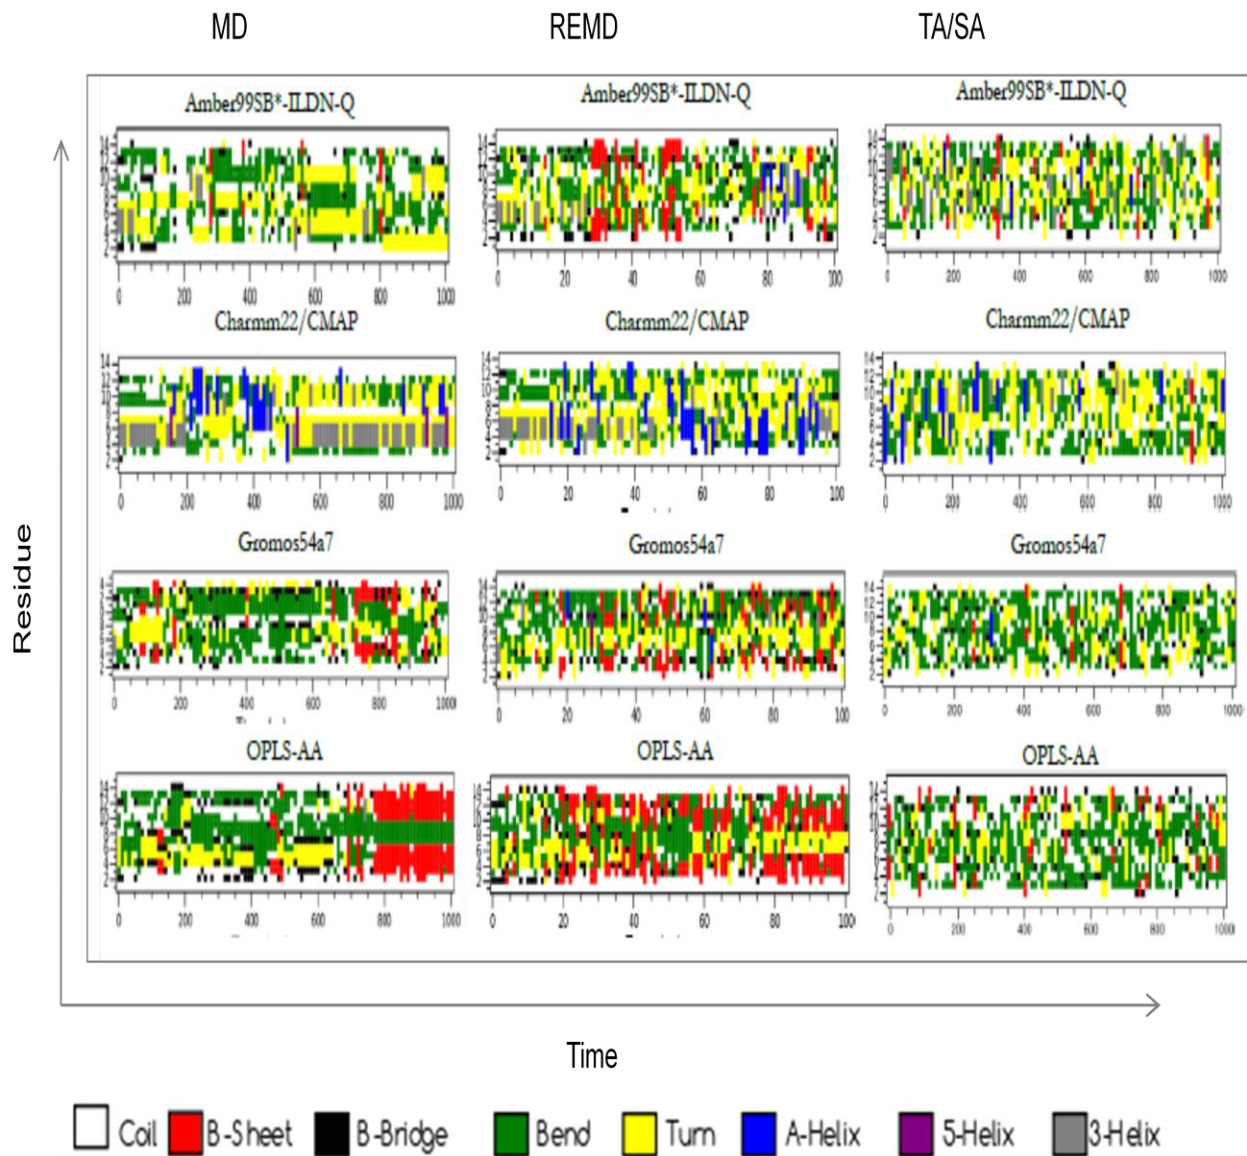 MD REMD TA/SA
Amber99SB*-ILDN-Q Amber99SB*-ILDN-Q Amber99SB*-ILDN-Q
0 200 400 600 800 1000 0 20 40 60 80 100 0 200 400 600 800 1000
Charmm22/CMAP Charmm22/CMAP Charmm22/CMAP
0 200 400 600 800 1000 0 20 40 60 80 100 0 200 400 600 800 1000
Gromos54a7 Gromos54a7 Gromos54a7
0 200 400 600 800 1000 0 20 40 60 80 100 0 200 400 600 800 1000
OPLS-AA OPLS-AA OPLS-AA
0 200 400 600 800 1000 0 20 40 60 80 100 0 200 400 600 800 1000
Residue
Time
Coil B-Sheet B-Bridge Bend Turn A-Helix 5-Helix 3-Helix